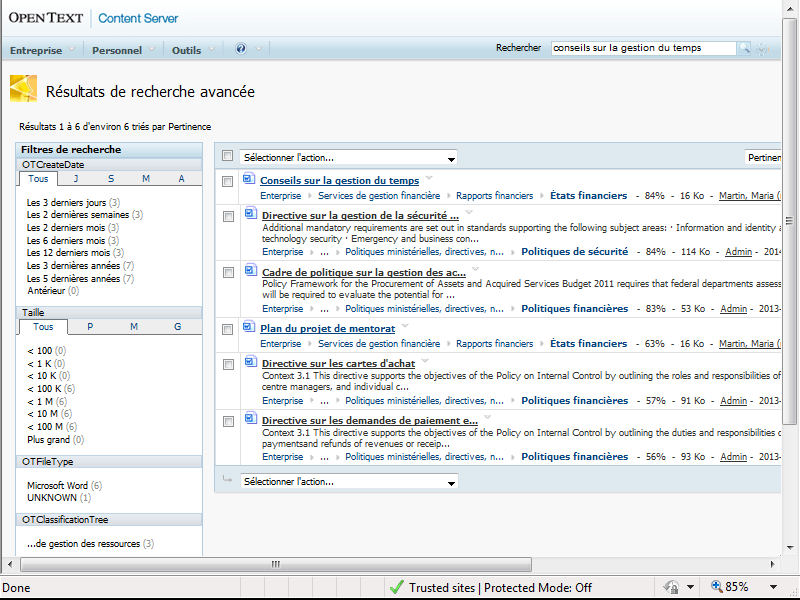 OPENTEXT Content Server
Entreprise Personnel Outils
Rechercher conseils sur la gestion du temps
Résultats de recherche avancée
Résultats 1 à 6 d'environ 6 triés par Pertinence
Filtres de recherche
OTCreateDate
Tous J S M A
Les 3 derniers jours (3)
Les 2 dernières semaines (3)
Les 2 derniers mois (3)
Les 6 derniers mois (3)
Les 12 derniers mois (3)
Les 3 dernières années (7)
Les 5 dernières années (7)
Antérieur (0)
Taille
Tous P M G
< 100 (0)
< 1 K (0)
< 10 K (0)
< 100 K (6)
< 1 M (6)
< 10 M (6)
< 100 M (6)
Plus grand (0)
OTFileType
Microsoft Word (6)
UNKNOWN (1)
OTClassificationTree
...de gestion des ressources (3)
Sélectionner l'action... Pertinen
Conseils sur la gestion du temps
Entreprise Services de gestion financière Rapports financiers États financiers - 84% - 16 Ko - Martin, Maria (
Directive sur la gestion de la sécurité ...
Additional mandatory requirements are set out in standards supporting the following subject areas: · Information and identity a
technology security · Emergency and business con...
Entreprise ... Politiques ministérielles, directives, n... Politiques de sécurité - 84% - 114 Ko - Admin - 2014
Cadre de politique sur la gestion des ac...
Policy Framework for the Procurement of Assets and Acquired Services Budget 2011 requires that federal departments assess
will be required to evaluate the potential for ...
Entreprise ... Politiques ministérielles, directives, n... Politiques financières - 83% - 53 Ko - Admin - 2013-
Plan du projet de mentorat
Entreprise Services de gestion financière Rapports financiers États financiers - 63% - 16 Ko - Martin, Maria (
Directive sur les cartes d'achat
Context 3.1 This directive supports the objectives of the Policy on Internal Control by outlining the roles and responsibilities of
centre managers, and individual c...
Entreprise ... Politiques ministérielles, directives, n... Politiques financières - 57% - 91 Ko - Admin - 2013-
Directive sur les demandes de paiement e...
Context 3.1 This directive supports the objectives of the Policy on Internal Control by outlining the duties and responsibilities o
paymentsand refunds of revenues or receip...
Entreprise ... Politiques ministérielles, directives, n... Politiques financières - 56% - 93 Ko - Admin - 2013-
Sélectionner l'action...
Done Trusted sites | Protected Mode: Off 85%